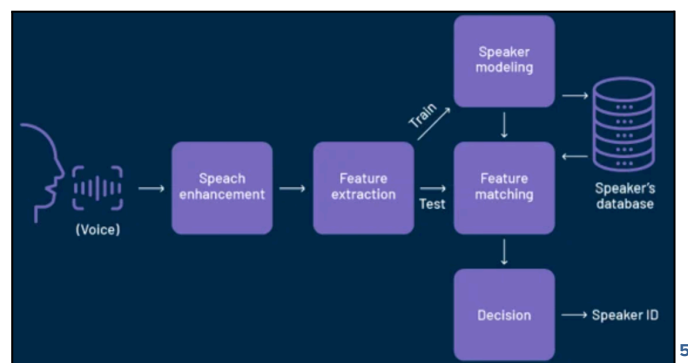 Speaker
modeling
Train
(Voice)
Speach
enhancement
Feature
extraction
Test
Feature
matching
Speaker's
database
Decision
Speaker ID
5